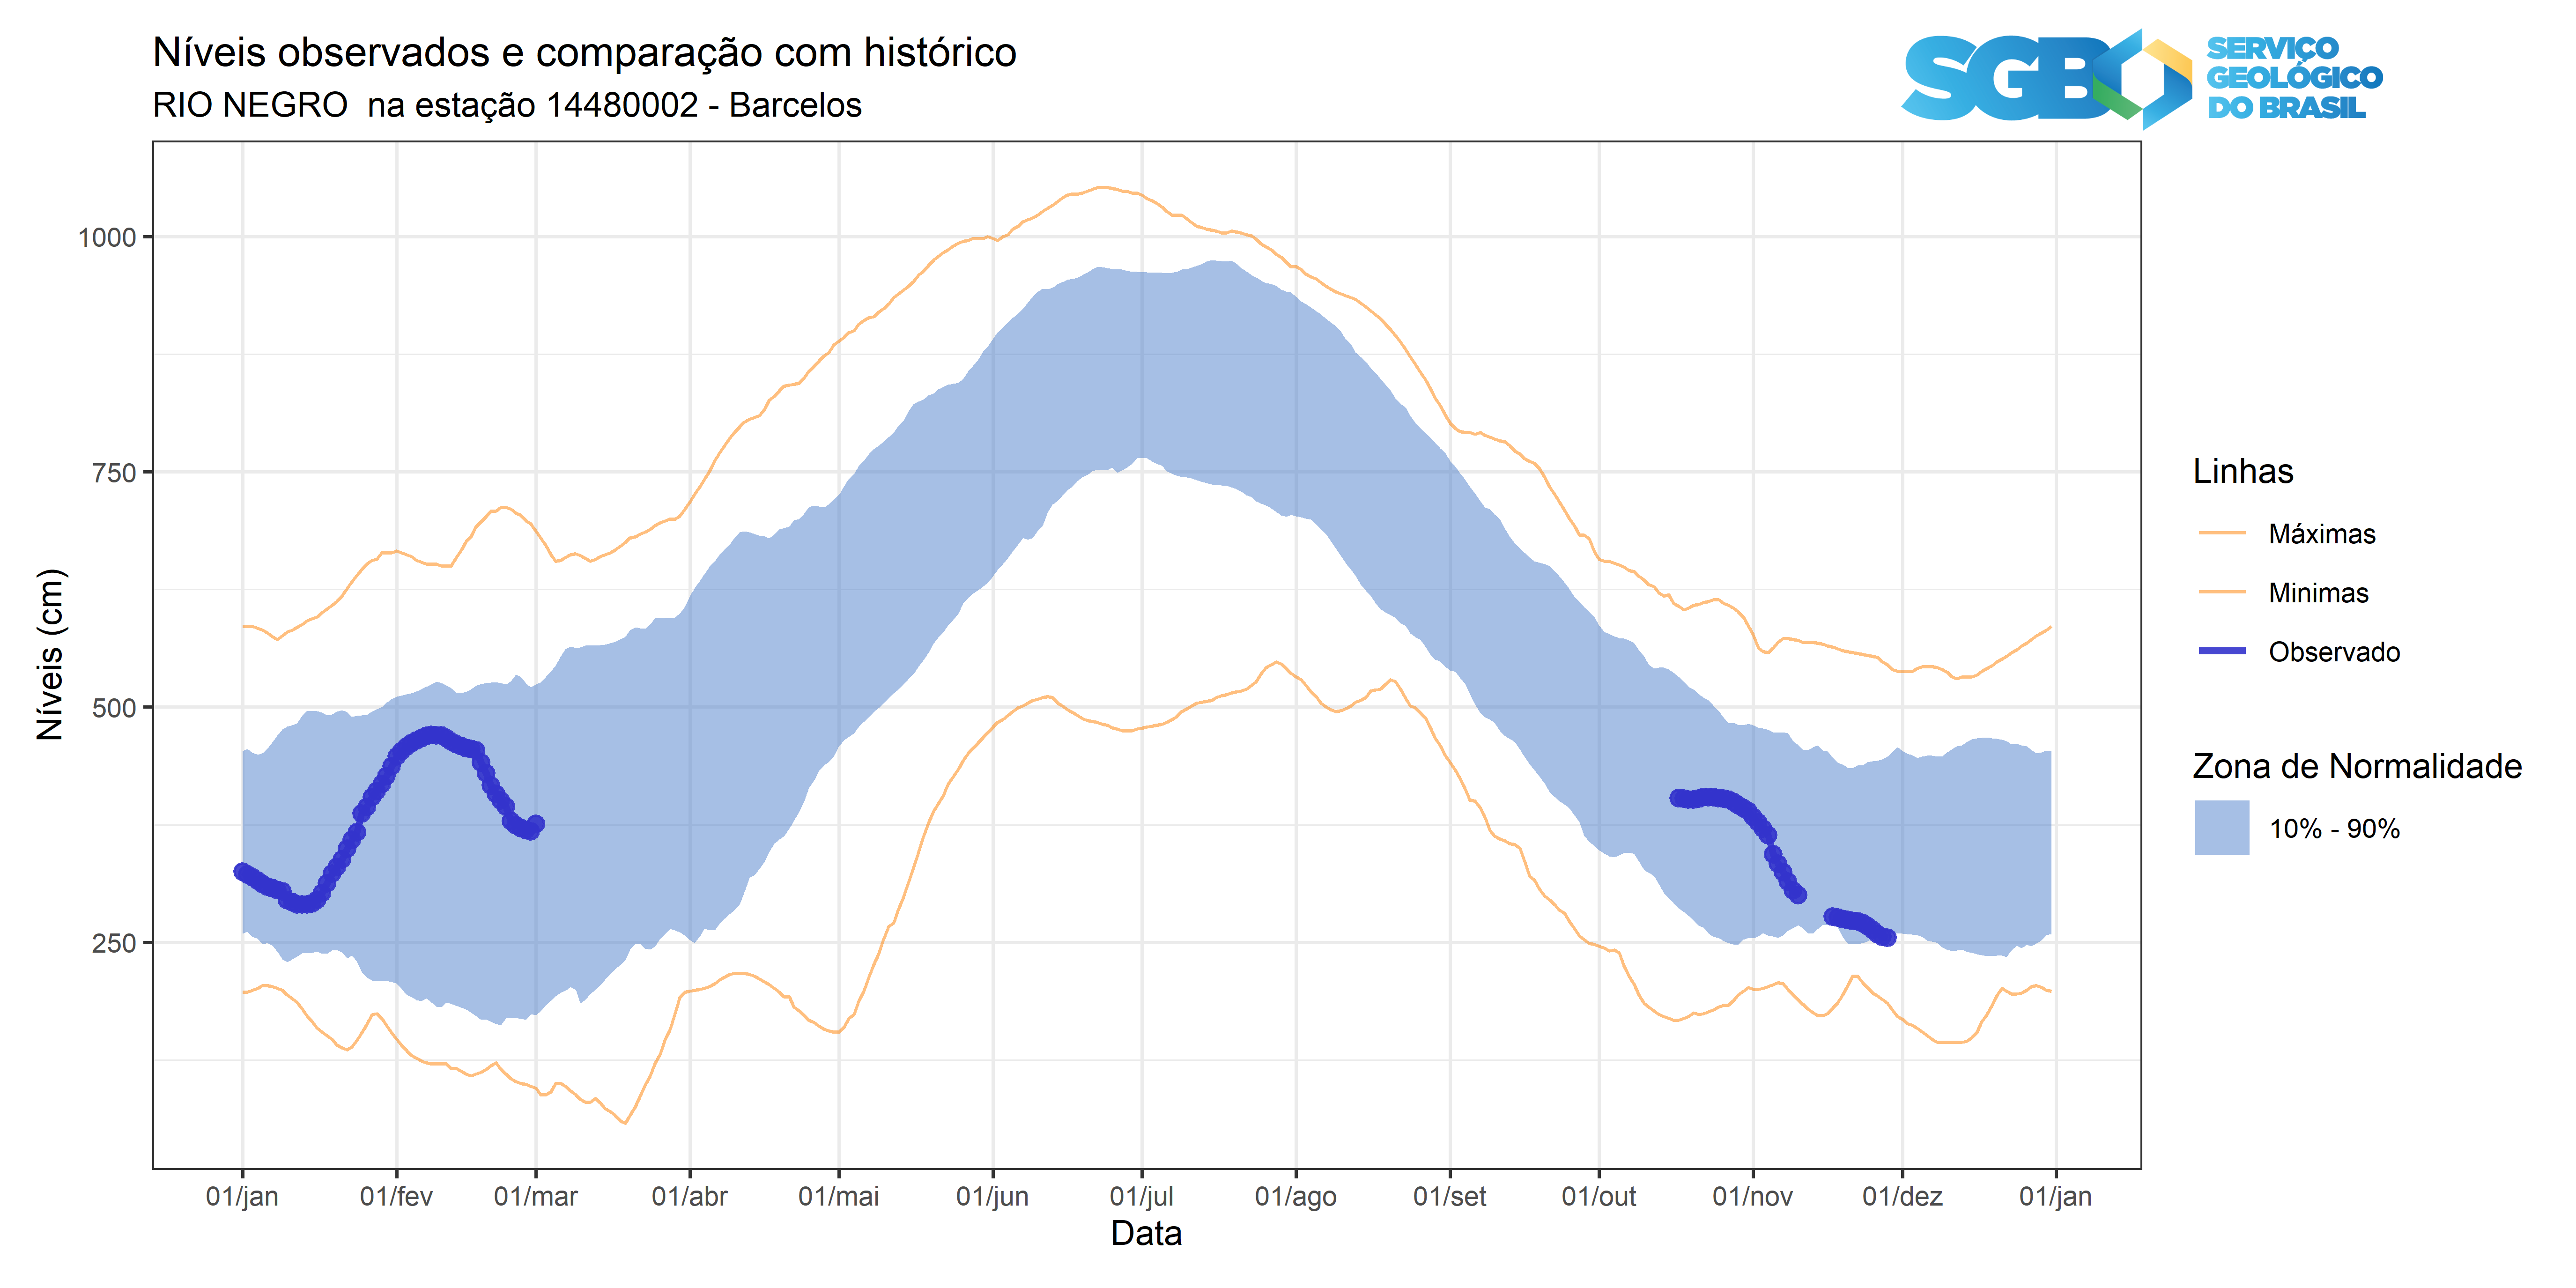 Níveis observados e comparação com histórico
RIO NEGRO  na estação 14480002 - Barcelos
SGB
SERVIÇO
GEOLÓGICO
DO BRASIL
Níveis (cm)
1000
750
500
250
01/jan
01/fev
01/mar
01/abr
01/mai
01/jun
01/jul
01/ago
01/set
01/out
01/nov
01/dez
01/jan
Data
Linhas
Máximas
Minimas
Observado
Zona de Normalidade
10% - 90%